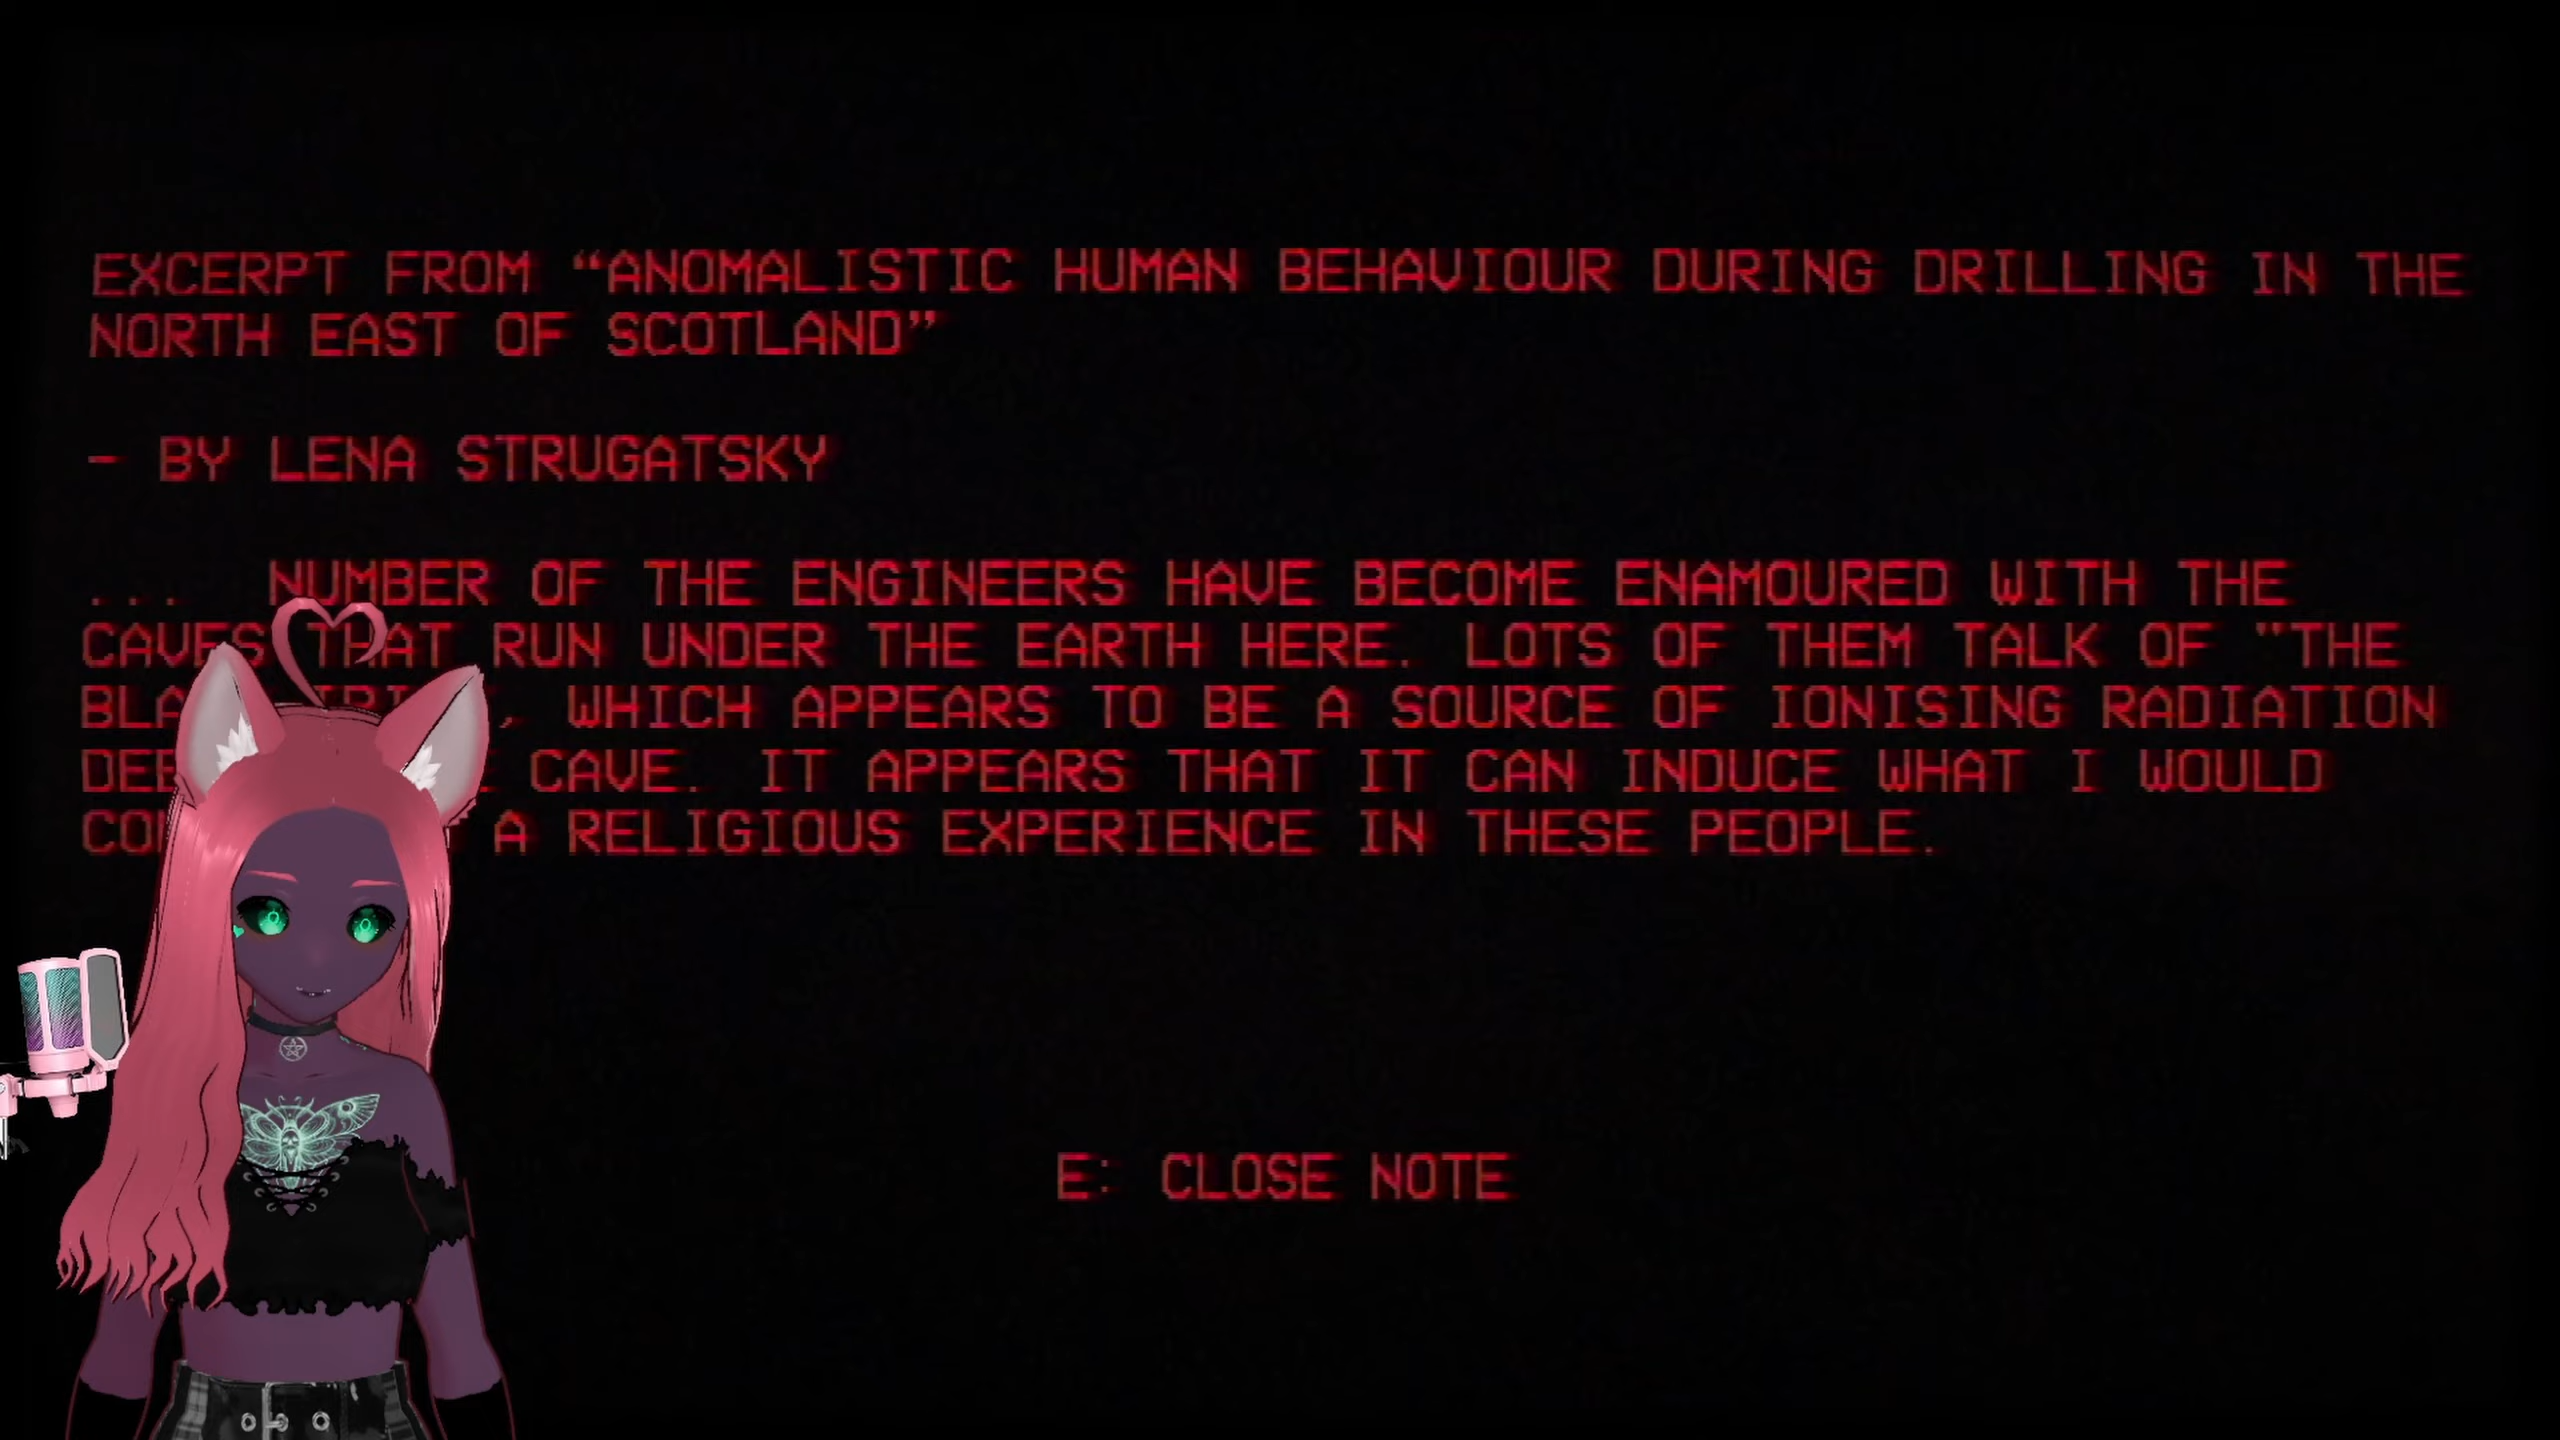 EXCERPT FROM “ANOMALISTIC HUMAN BEHAVIOUR DURING DRILLING IN THE
NORTH EAST OF SCOTLAND”
- BY LENA STRUGATSKY
... NUMBER OF THE ENGINEERS HAVE BECOME ENAMOURED WITH THE
CAVES THAT RUN UNDER THE EARTH HERE. LOTS OF THEM TALK OF "THE
, WHICH APPEARS TO BE A SOURCE OF IONISING RADIATION
CAVE. IT APPEARS THAT IT CAN INDUCE WHAT I WOULD
A RELIGIOUS EXPERIENCE IN THESE PEOPLE.
E: CLOSE NOTE